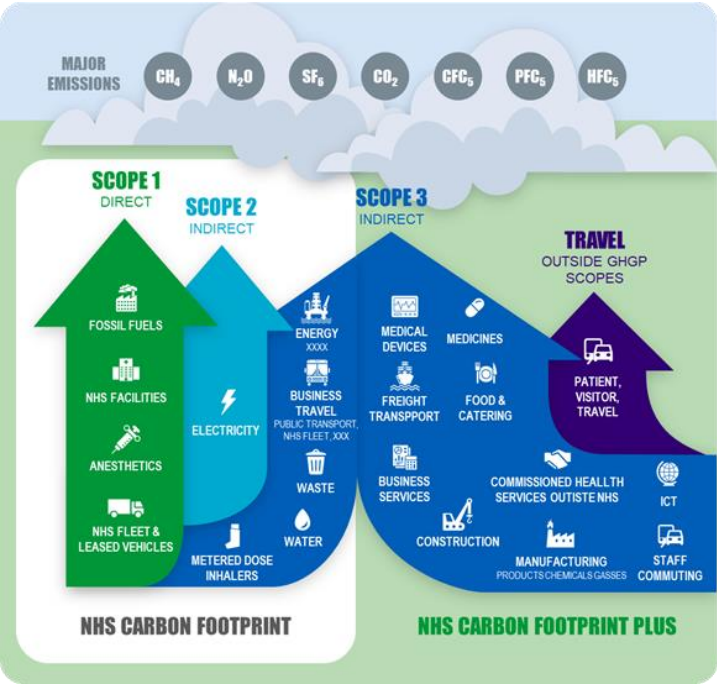 MAJOR
EMISSIONS
CH₄
N₂O
SF₆
CO₂
CFC₅
PFC₅
HFC₅
SCOPE 1
DIRECT
FOSSIL FUELS
NHS FACILITIES
ANESTHETICS
NHS FLEET &
LEASED VEHICLES
SCOPE 2
INDIRECT
ELECTRICITY
SCOPE 3
INDIRECT
ENERGY
XXXX
BUSINESS
TRAVEL
PUBLIC TRANSPORT,
NHS FLEET, XXX
WASTE
WATER
METERED DOSE
INHALERS
MEDICAL
DEVICES
MEDICINES
FREIGHT
TRANSPPORT
FOOD &
CATERING
BUSINESS
SERVICES
COMMISSIONED HEALLTH
SERVICES OUTISTE NHS
ICT
CONSTRUCTION
MANUFACTURING
PRODUCTS CHEMICALS GASSES
STAFF
COMMUTING
TRAVEL
OUTSIDE GHGP
SCOPES
PATIENT,
VISITOR,
TRAVEL
NHS CARBON FOOTPRINT
NHS CARBON FOOTPRINT PLUS